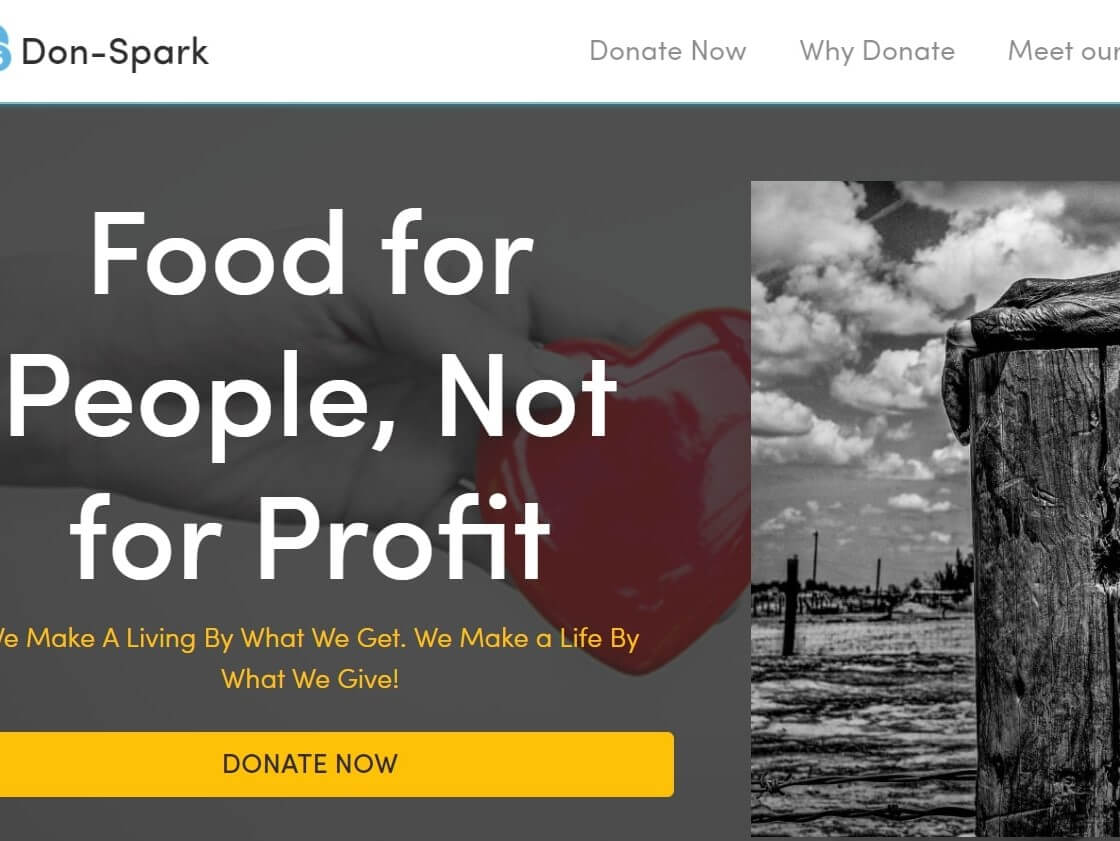 Don-Spark
Donate Now Why Donate Meet our
Food for
People, Not
for Profit
Make A Living By What We Get. We Make a Life By
What We Give!
DONATE NOW